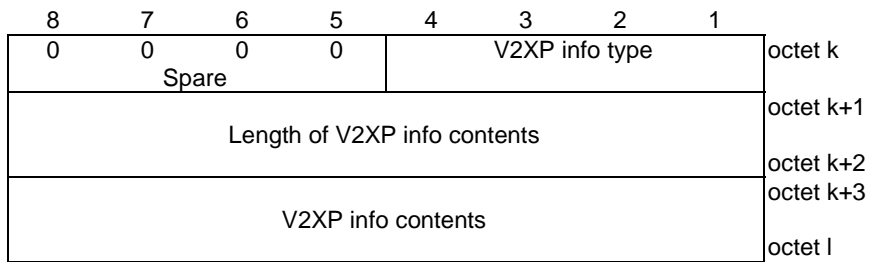 8 7 6 5 4 3 2 1
0 0 0 0 V2XP info type octet k
Spare
octet k+1
Length of V2XP info contents
octet k+2
octet k+3
V2XP info contents
octet l